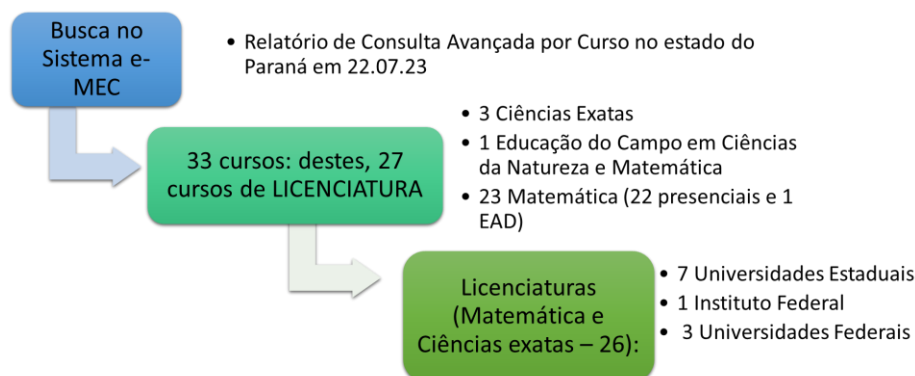 Busca no
Sistema e-
MEC
• Relatório de Consulta Avançada por Curso no estado do
Paraná em 22.07.23
33 cursos: destes, 27
cursos de LICENCIATURA
• 3 Ciências Exatas
• 1 Educação do Campo em Ciências
da Natureza e Matemática
• 23 Matemática (22 presenciais e 1
EAD)
Licenciaturas
(Matemática e
Ciências exatas – 26):
• 7 Universidades Estaduais
• 1 Instituto Federal
• 3 Universidades Federais